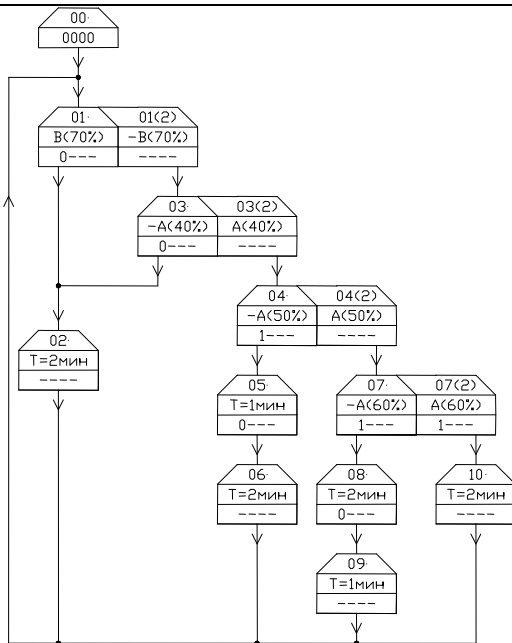 00
0000
01 01(2)
B(70%) -B(70%)
0--- ----
03 03(2)
-A(40%) A(40%)
0--- ----
04 04(2)
-A(50%) A(50%)
1--- ----
02
T=2мин
----
05
T=1мин
0---
07 07(2)
-A(60%) A(60%)
1--- 1---
06
T=2мин
----
08
T=2мин
0---
10
T=2мин
----
09
T=1мин
----